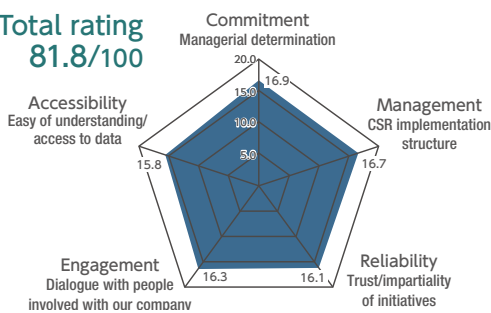 Total rating
81.8/100
Commitment
Managerial determination
20.0
16.9
15.0
10.0
5.0
Accessibility
Easy of understanding/
access to data
15.8
Management
CSR implementation
structure
16.7
Engagement
Dialogue with people
involved with our company
16.3
Reliability
Trust/impartiality
of initiatives
16.1